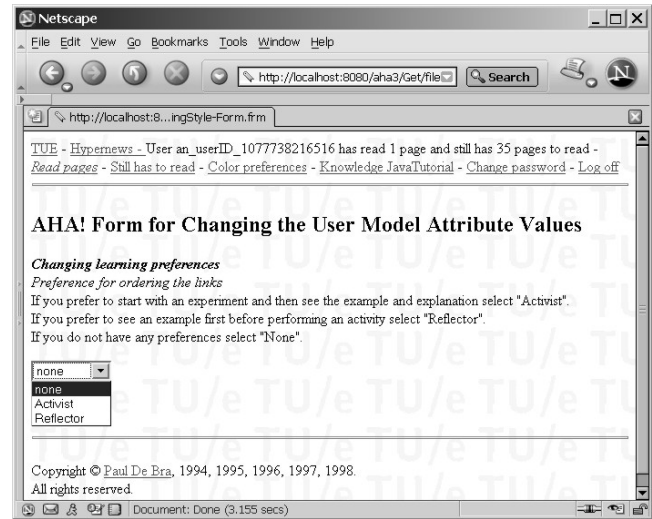 Netscape
File Edit View Go Bookmarks Tools Window Help
http://localhost:8080/aha3/Get/file Search N
http://localhost:8...ingStyle-Form.frm
TUE - Hypernews - User an_userID_1077738216516 has read 1 page and still has 35 pages to read -
Read pages - Still has to read - Color preferences - Knowledge JavaTutorial - Change password - Log off
AHA! Form for Changing the User Model Attribute Values
Changing learning preferences
Preference for ordering the links
If you prefer to start with an experiment and then see the example and explanation select "Activist".
If you prefer to see an example first before performing an activity select "Reflector".
If you do not have any preferences select "None".
none
none
Activist
Reflector
Copyright © Paul De Bra, 1994, 1995, 1996, 1997, 1998.
All rights reserved.
Document: Done (3.155 secs)